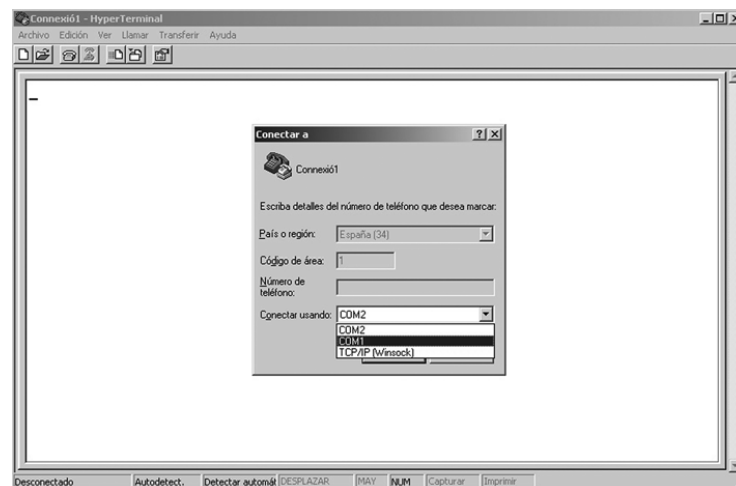 Connexió1 - HyperTerminal
Archivo Edición Ver Llamar Transferir Ayuda
Conectar a
Connexió1
Escriba detalles del número de teléfono que desea marcar:
País o región: España (34)
Código de área: 1
Número de
teléfono:
Conectar usando: COM2
COM2
COM1
TCP/IP (Winsock)
Desconectado Autodetect. Detectar automát DESPLAZAR MAY NUM Capturar Imprimir